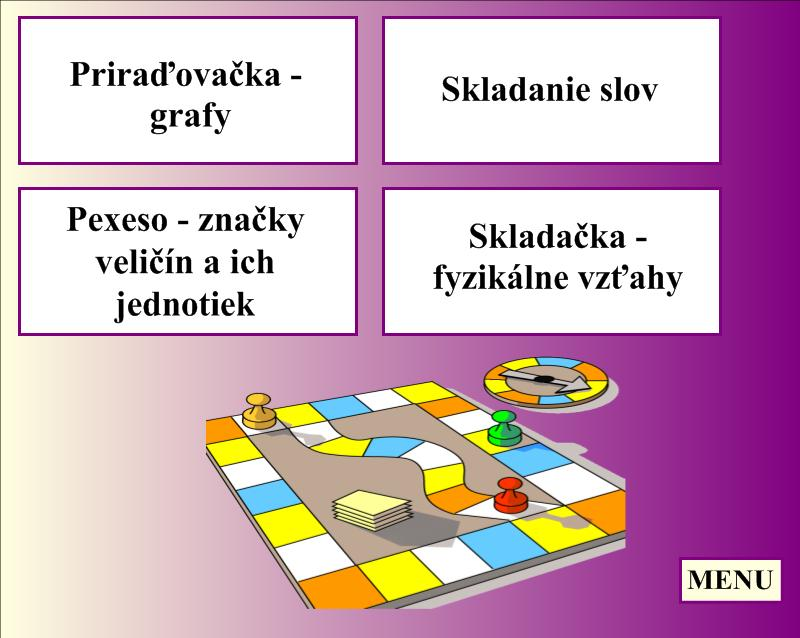 Priraďovačka -
grafy
Skladanie slov
Pexeso - značky
veličín a ich
jednotiek
Skladačka -
fyzikálne vzťahy
MENU